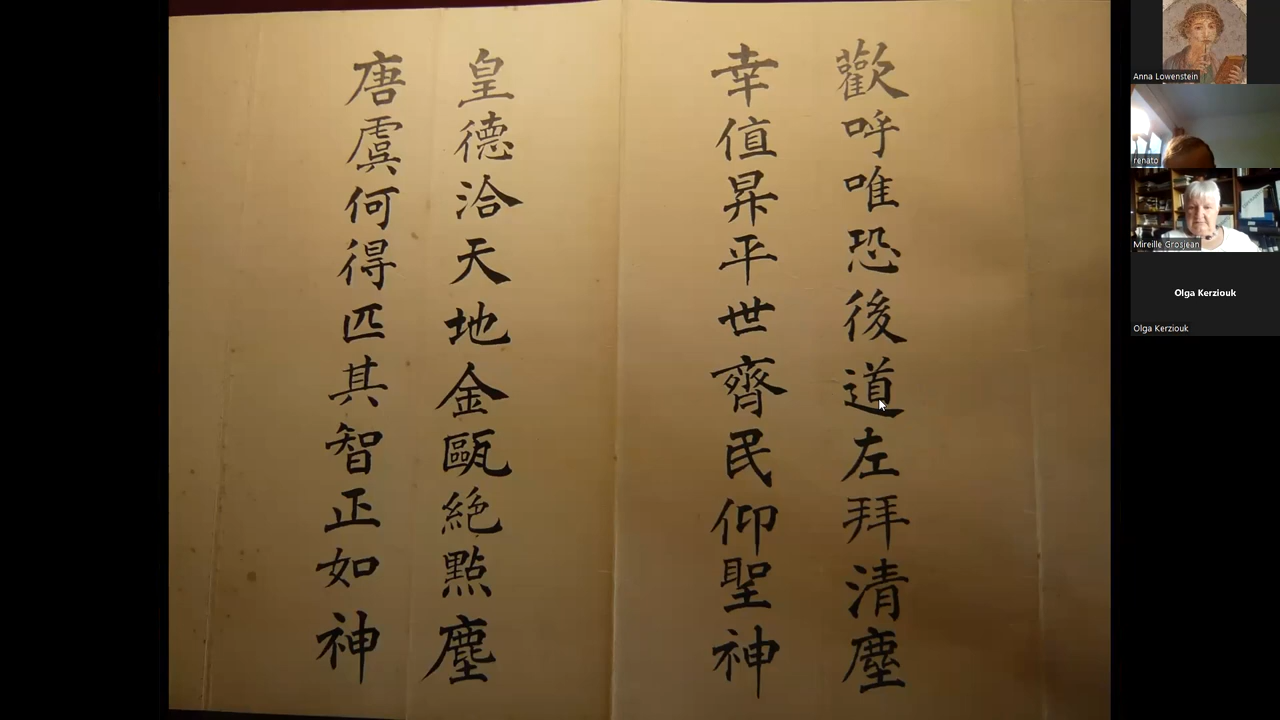 歡呼唯恐後道左拜清塵
幸值昇平世齊民仰聖神
皇德洽天地金甌絕點塵
唐虞何得匹其智正如神
Anna Lowenstein
renato
Mireille Grosjean
Olga Kerziouk
Olga Kerziouk